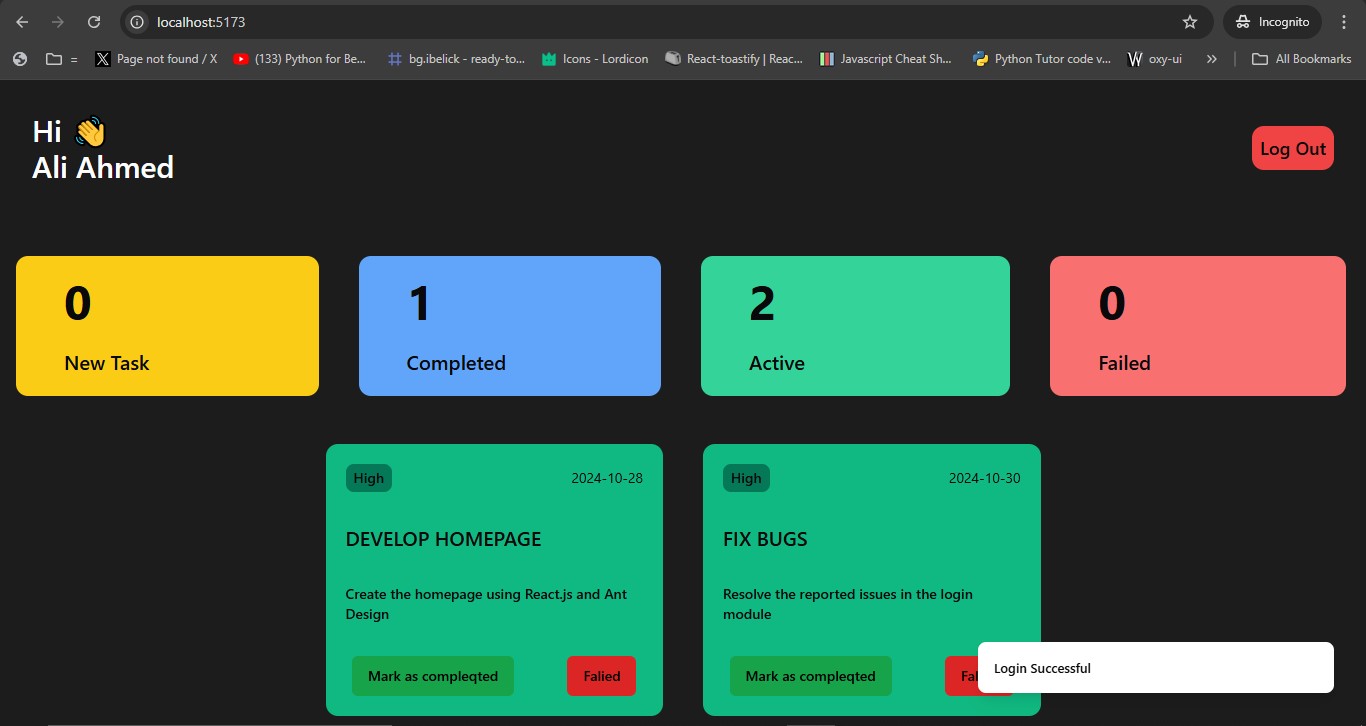 localhost:5173
Incognito
=
Page not found / X
(133) Python for Be...
bg.ibelick - ready-to...
Icons - Lordicon
React-toastify | Reac...
Javascript Cheat Sh...
Python Tutor code v...
oxy-ui
All Bookmarks
Hi 👋
Ali Ahmed
Log Out
0
New Task
1
Completed
2
Active
0
Failed
High
2024-10-28
DEVELOP HOMEPAGE
Create the homepage using React.js and Ant
Design
Mark as compleqted
Falied
High
2024-10-30
FIX BUGS
Resolve the reported issues in the login
module
Mark as compleqted
Login Successful